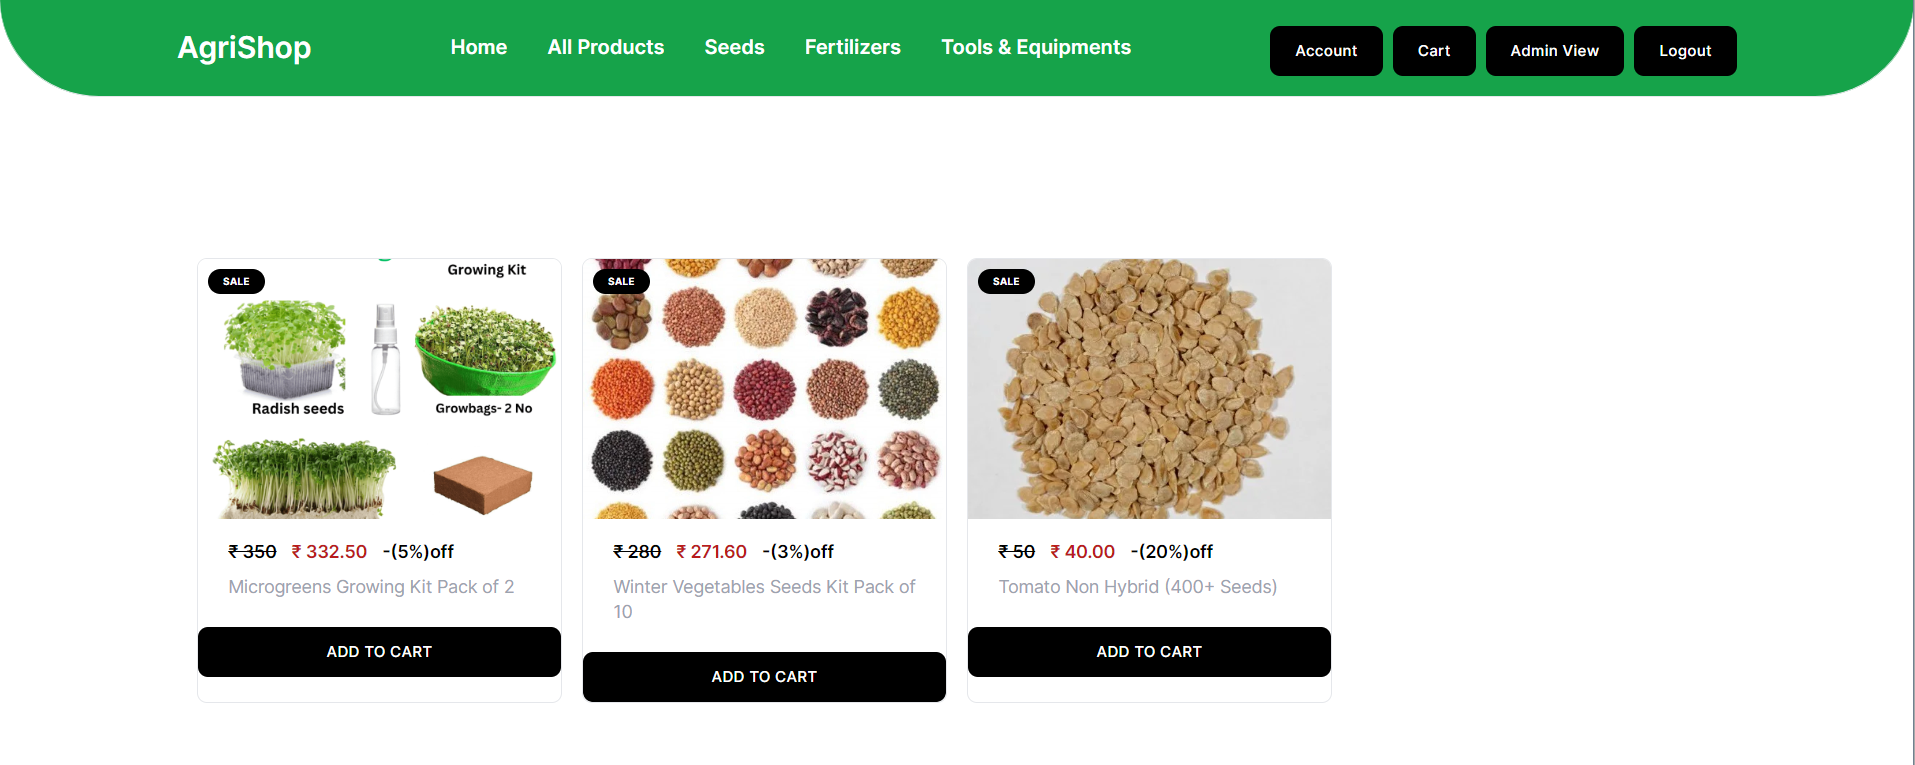 AgriShop
Home
All Products
Seeds
Fertilizers
Tools & Equipments
Account
Cart
Admin View
Logout
SALE
Growing Kit
Radish seeds
Growbags- 2 No
₹ 350 ₹ 332.50 -(5%)off
Microgreens Growing Kit Pack of 2
ADD TO CART
SALE
₹ 280 ₹ 271.60 -(3%)off
Winter Vegetables Seeds Kit Pack of
10
ADD TO CART
SALE
₹ 50 ₹ 40.00 -(20%)off
Tomato Non Hybrid (400+ Seeds)
ADD TO CART